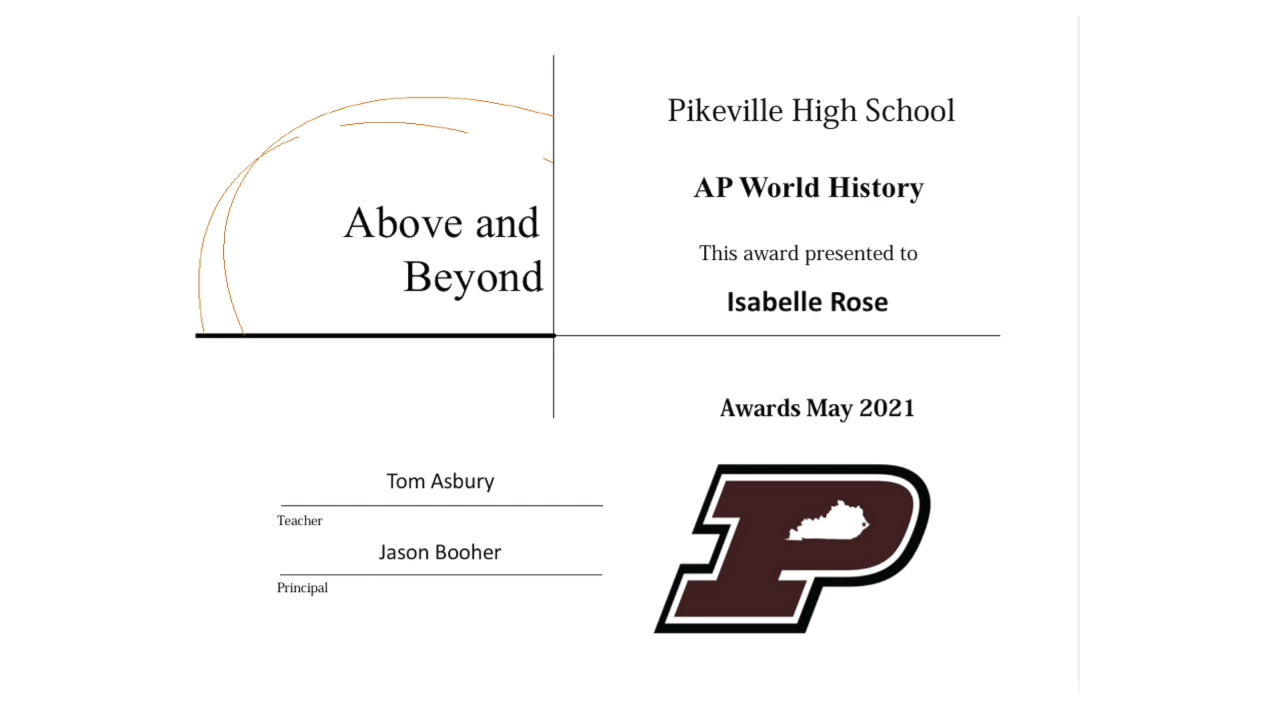 Above and
Beyond
Pikeville High School
AP World History
This award presented to
Isabelle Rose
Awards May 2021
Tom Asbury
Teacher
Jason Booher
Principal
P